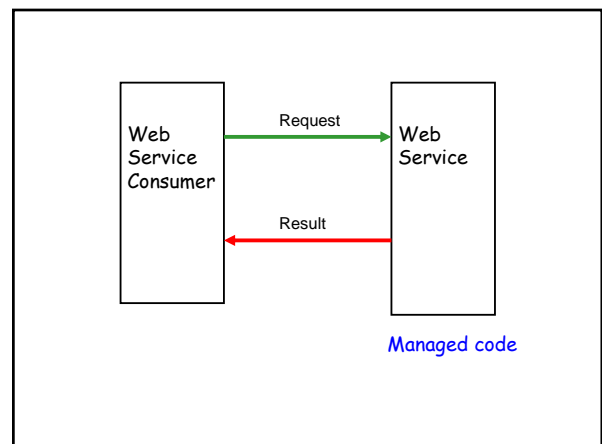 Web
Service
Consumer
Request
Web
Service
Result
Managed code